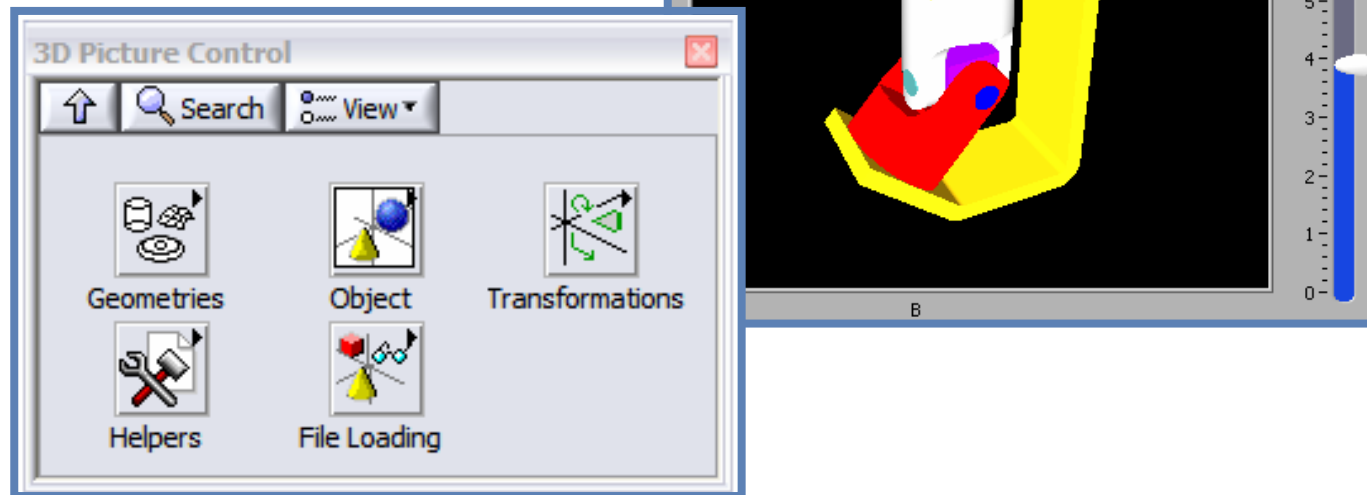 3D Picture Control
Search View
Geometries Object Transformations
Helpers File Loading
5
4
3
2
1
0
B